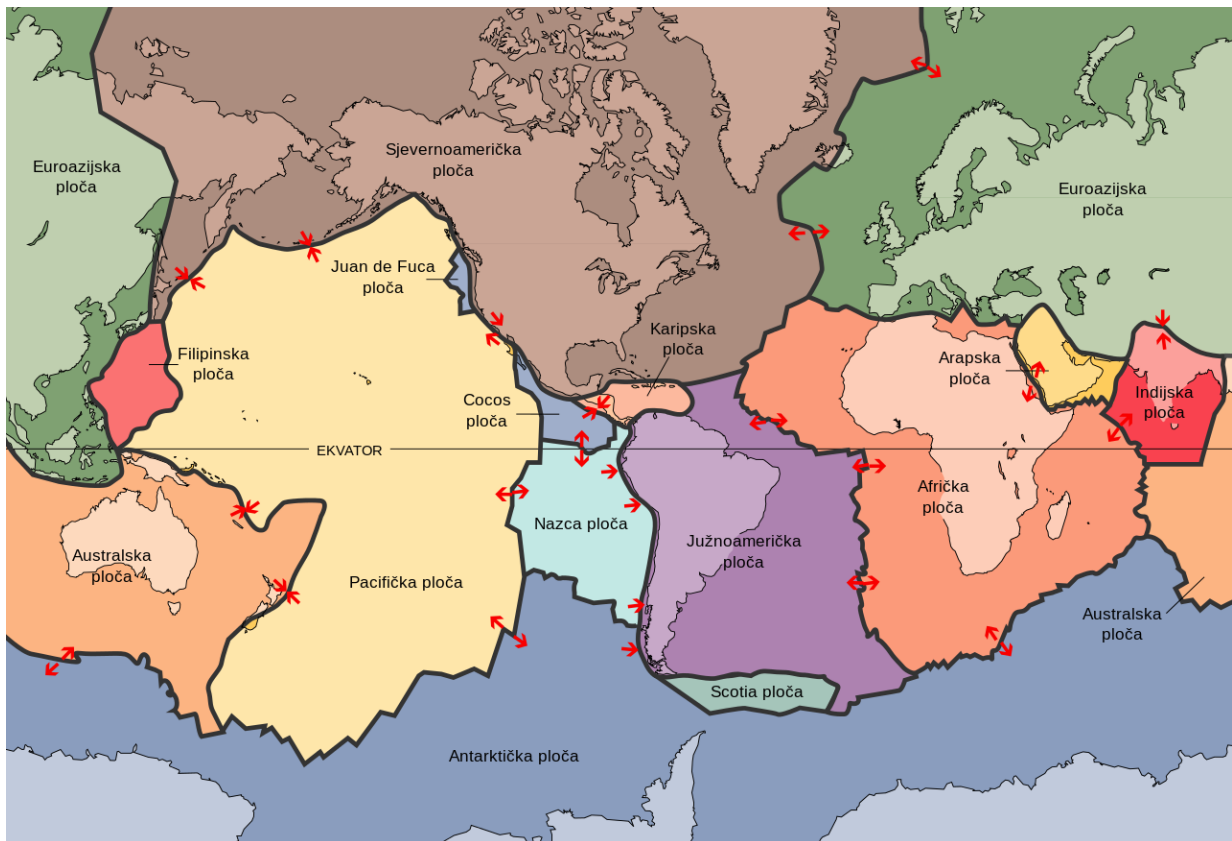 Sjevernoamerička
ploča
Euroazijska
ploča
Euroazijska
ploča
Juan de Fuca
ploča
Karipska
ploča
Filipinska
ploča
Arapska
ploča
Cocos
ploča
Indijska
ploča
EKVATOR
Afrička
ploča
Nazca ploča
Australska
ploča
Južnoamerička
ploča
Pacifička ploča
Australska
ploča
Scotia ploča
Antarktička ploča